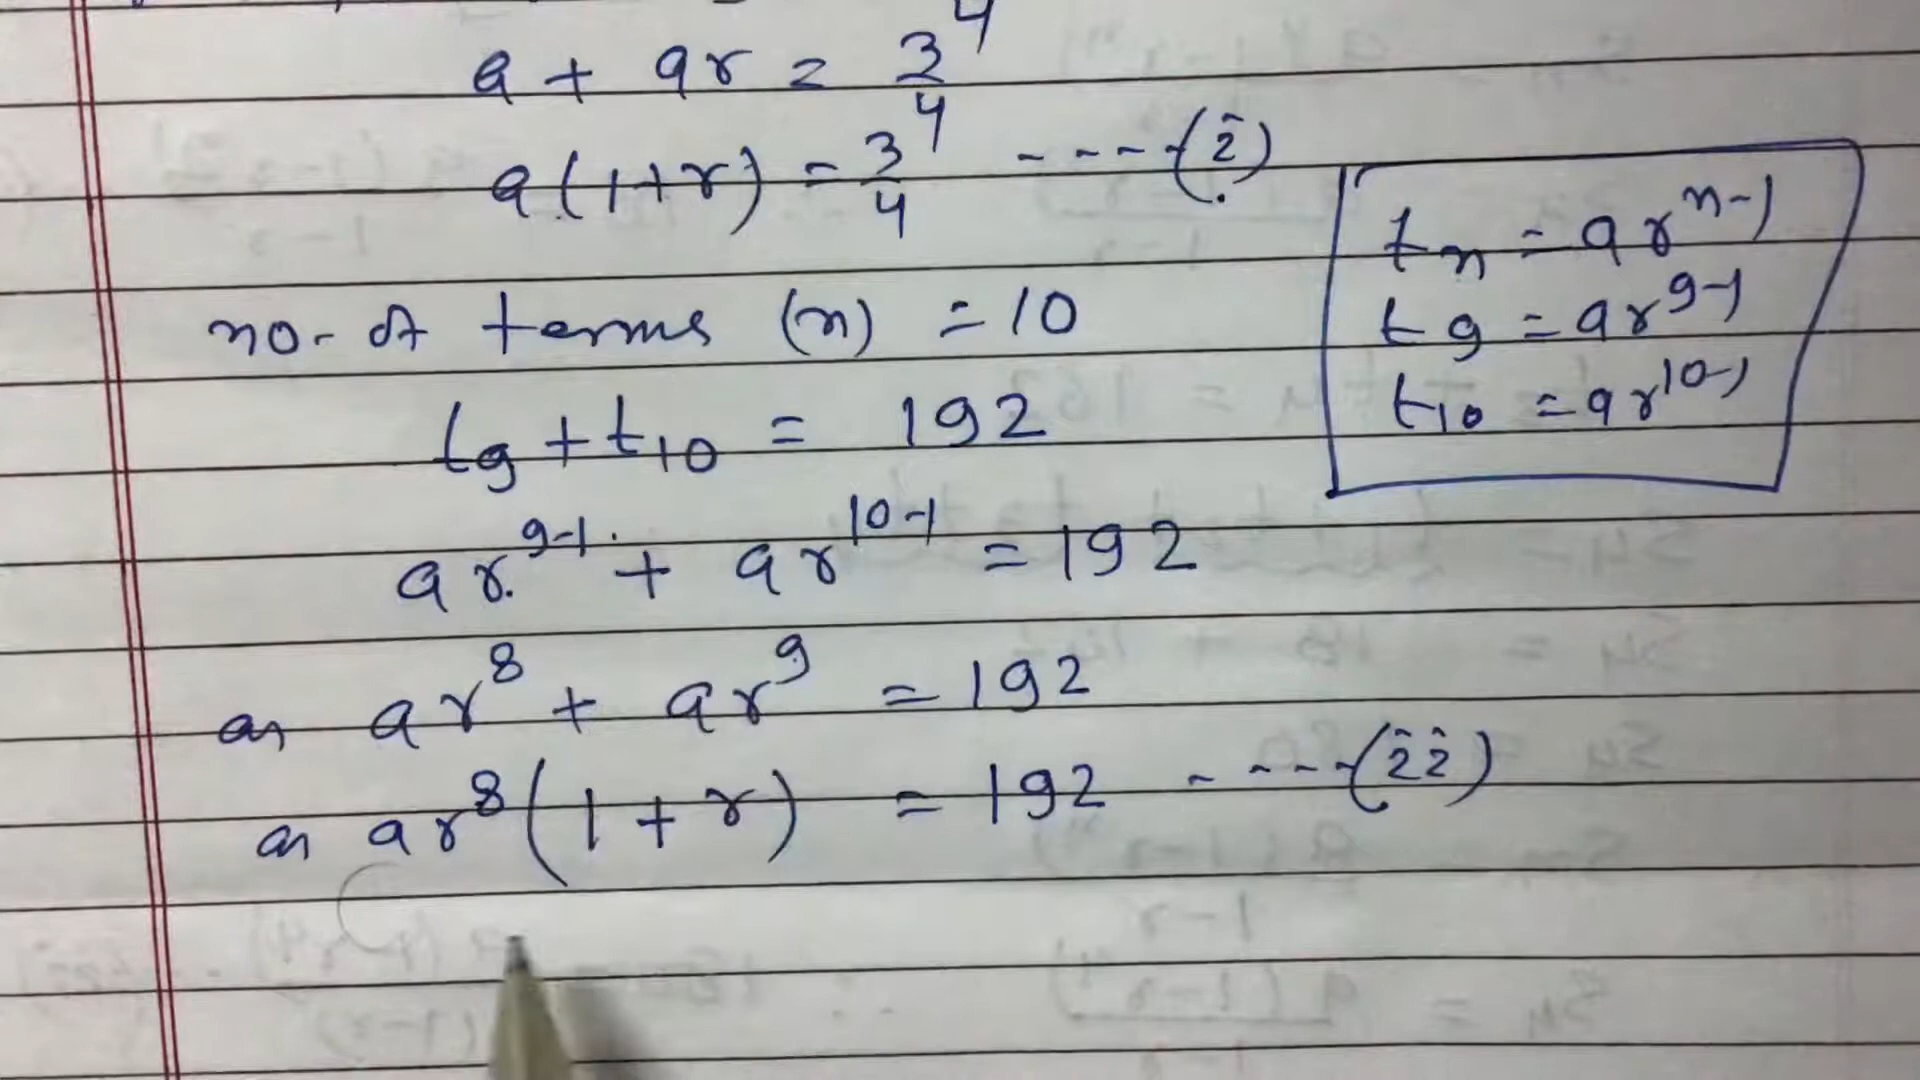 a + ar = 3/4
a(1+r) = 3/4 ----(i)
tn = ar^n-1
t9 = ar^9-1
t10 = ar^10-1
no. of terms (n) = 10
t9 + t10 = 192
ar^9-1 + ar^10-1 = 192
or ar^8 + ar^9 = 192
or ar^8(1+r) = 192 ----(ii)